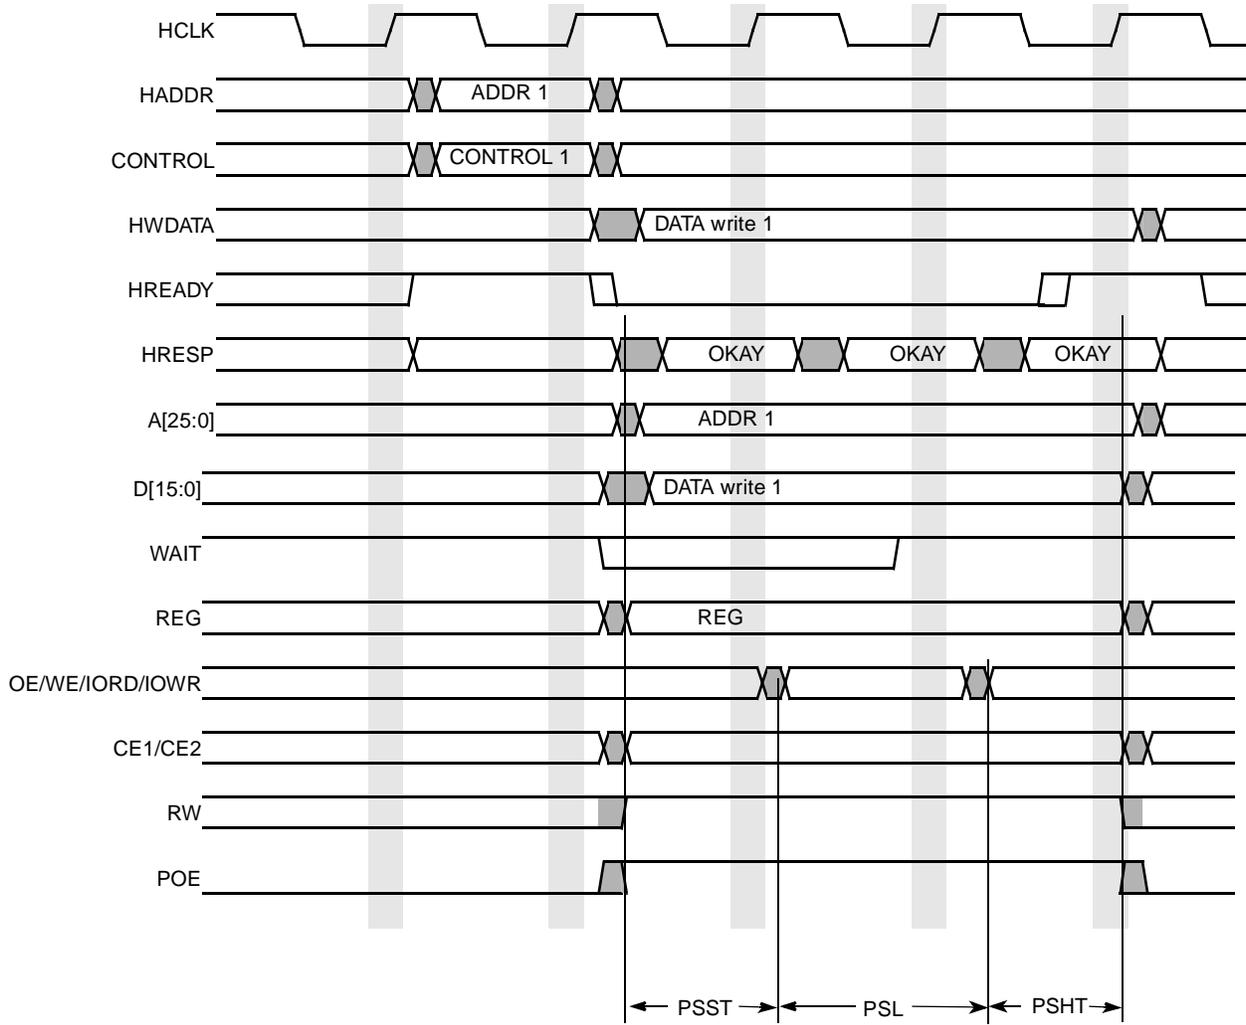 HCLK
HADDR ADDR 1
CONTROL CONTROL 1
HWDATA DATA write 1
HREADY
HRESP OKAY OKAY OKAY
A[25:0] ADDR 1
D[15:0] DATA write 1
WAIT
REG REG
OE/WE/IORD/IOWR
CE1/CE2
RW
POE
PSST PSL PSHT